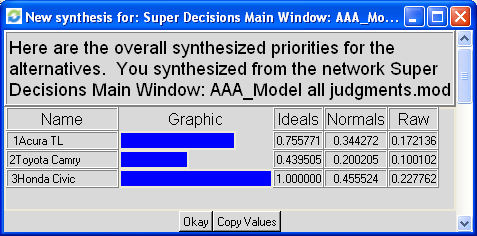 New synthesis for: Super Decisions Main Window: AAA_Mo...
Here are the overall synthesized priorities for the
alternatives. You synthesized from the network Super
Decisions Main Window: AAA_Model all judgments.mod
Name Graphic Ideals Normals Raw
1Acura TL 0.755771 0.344272 0.172136
2Toyota Camry 0.439505 0.200205 0.100102
3Honda Civic 1.000000 0.455524 0.227762
Okay Copy Values